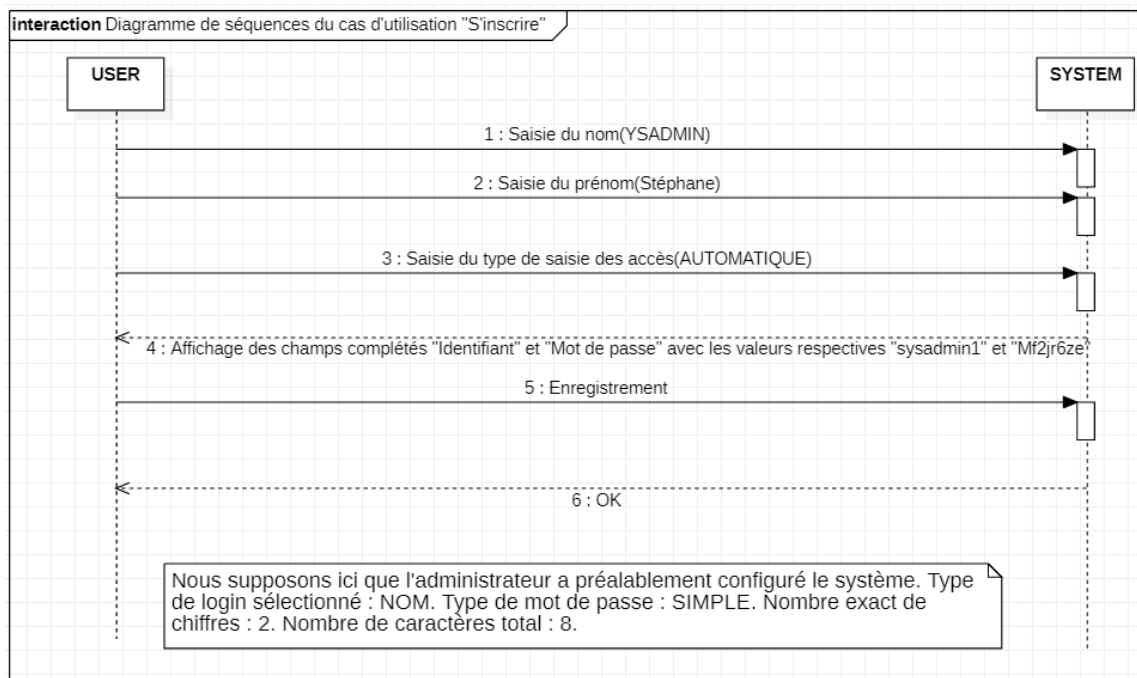 interaction Diagramme de séquences du cas d'utilisation "S'inscrire"
USER
SYSTEM
1 : Saisie du nom(YSADMIN)
2 : Saisie du prénom(Stéphane)
3 : Saisie du type de saisie des accès(AUTOMATIQUE)
4 : Affichage des champs complétés "Identifiant" et "Mot de passe" avec les valeurs respectives "sysadmin1" et "Mf2jr6ze"
5 : Enregistrement
6 : OK
Nous supposons ici que l'administrateur a préalablement configuré le système. Type
de login sélectionné : NOM. Type de mot de passe : SIMPLE. Nombre exact de
chiffres : 2. Nombre de caractères total : 8.